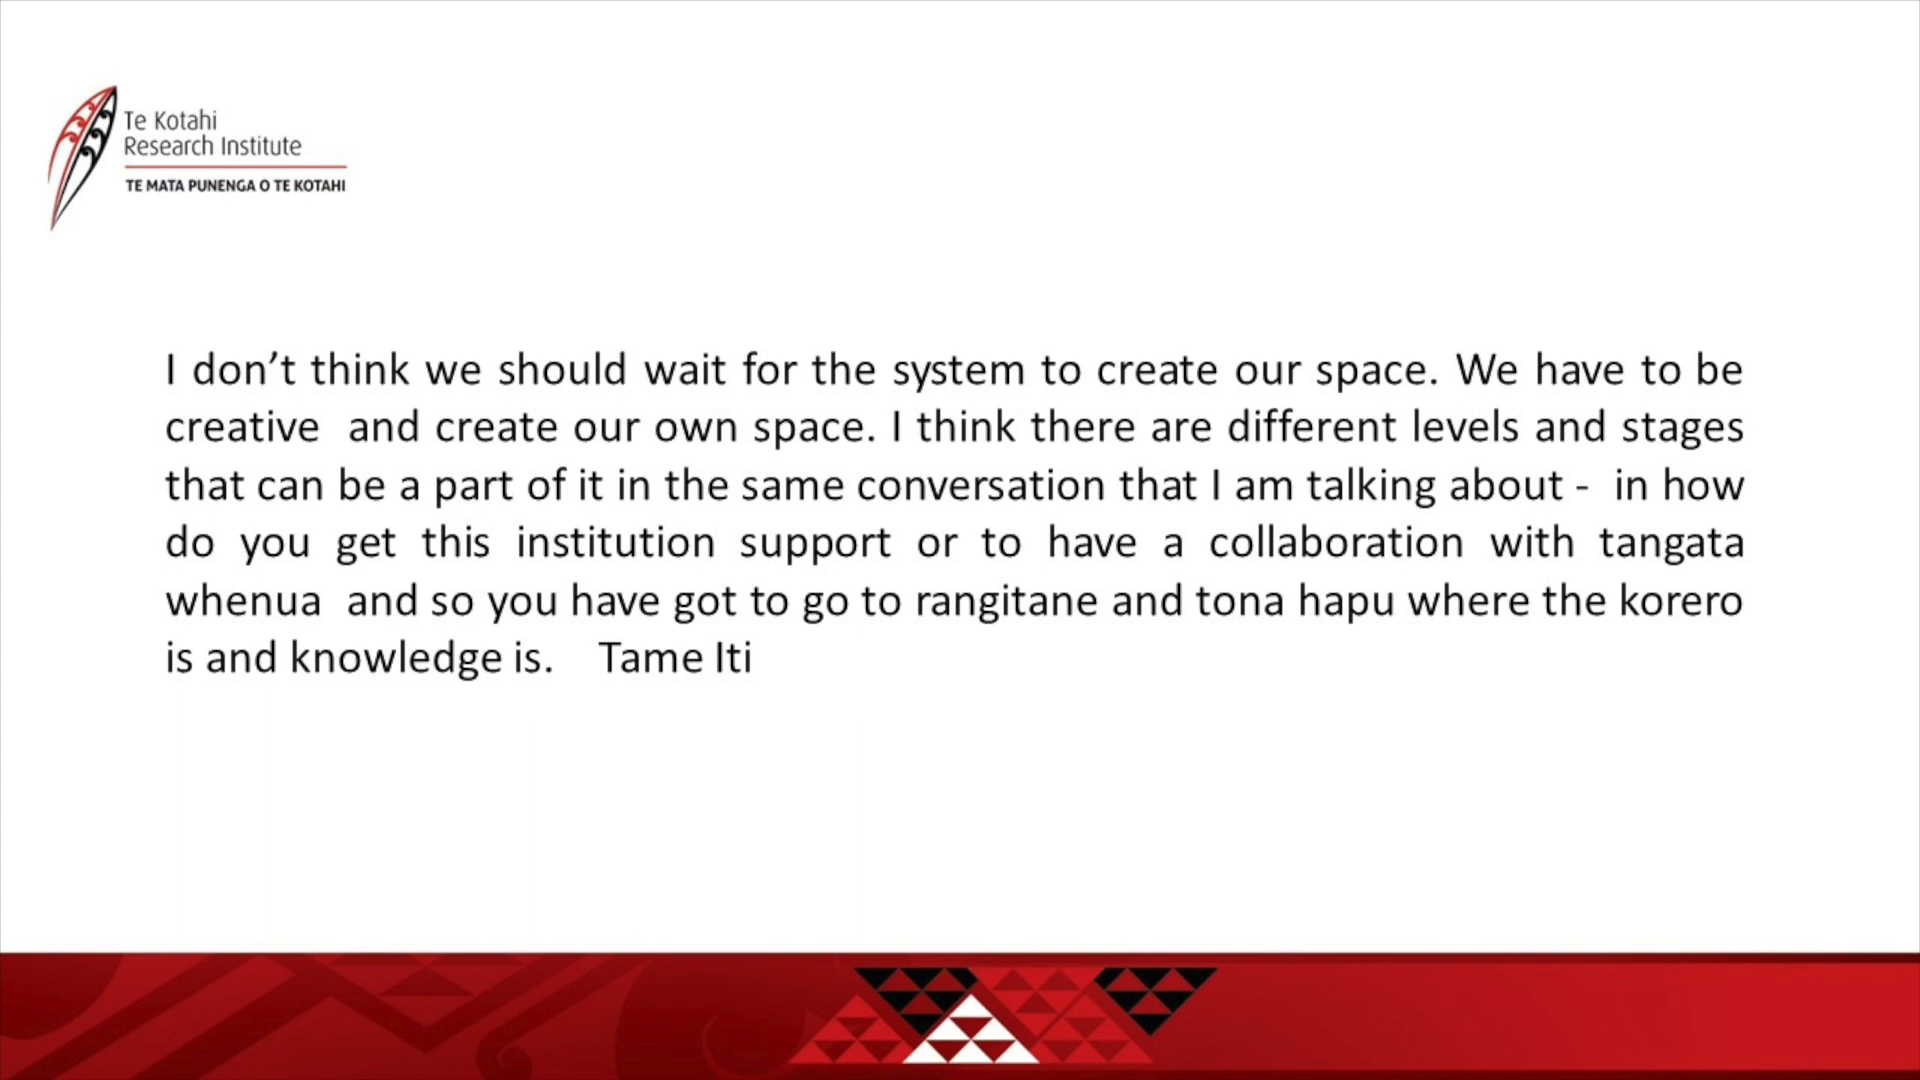 Te Kotahi
Research Institute
TE MATA PUNENGA O TE KOTAHI
I don’t think we should wait for the system to create our space. We have to be
creative  and create our own space. I think there are different levels and stages
that can be a part of it in the same conversation that I am talking about -  in how
do you get this institution support or to have a collaboration with tangata
whenua  and so you have got to go to rangitane and tona hapu where the korero
is and knowledge is.    Tame Iti